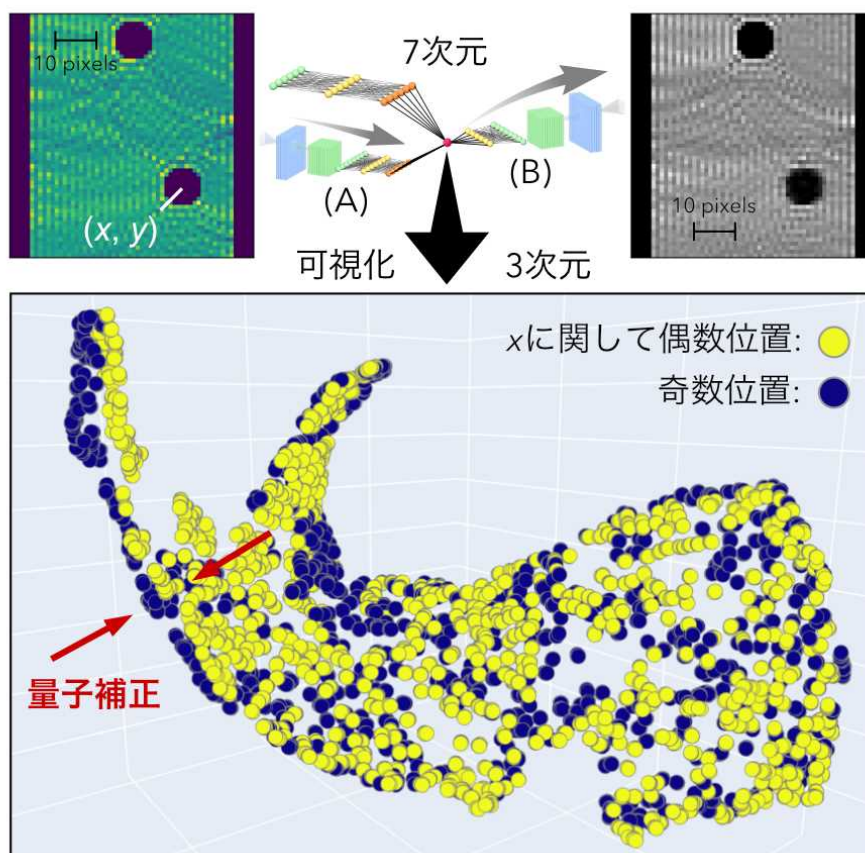 10 pixels
(x, y)
7次元
(A)
(B)
10 pixels
可視化
3次元
xに関して偶数位置:
奇数位置:
量子補正